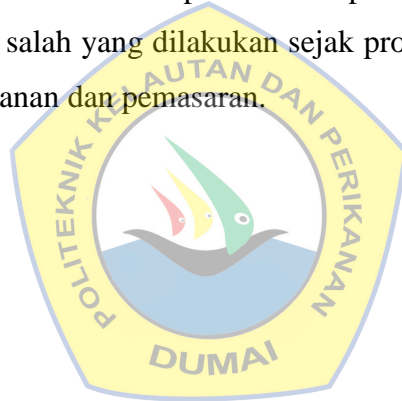 salah yang dilakukan sejak pro
anan dan pemasaran.
POLITEKNIK KELAUTAN DAN PERIKANAN
DUMAI